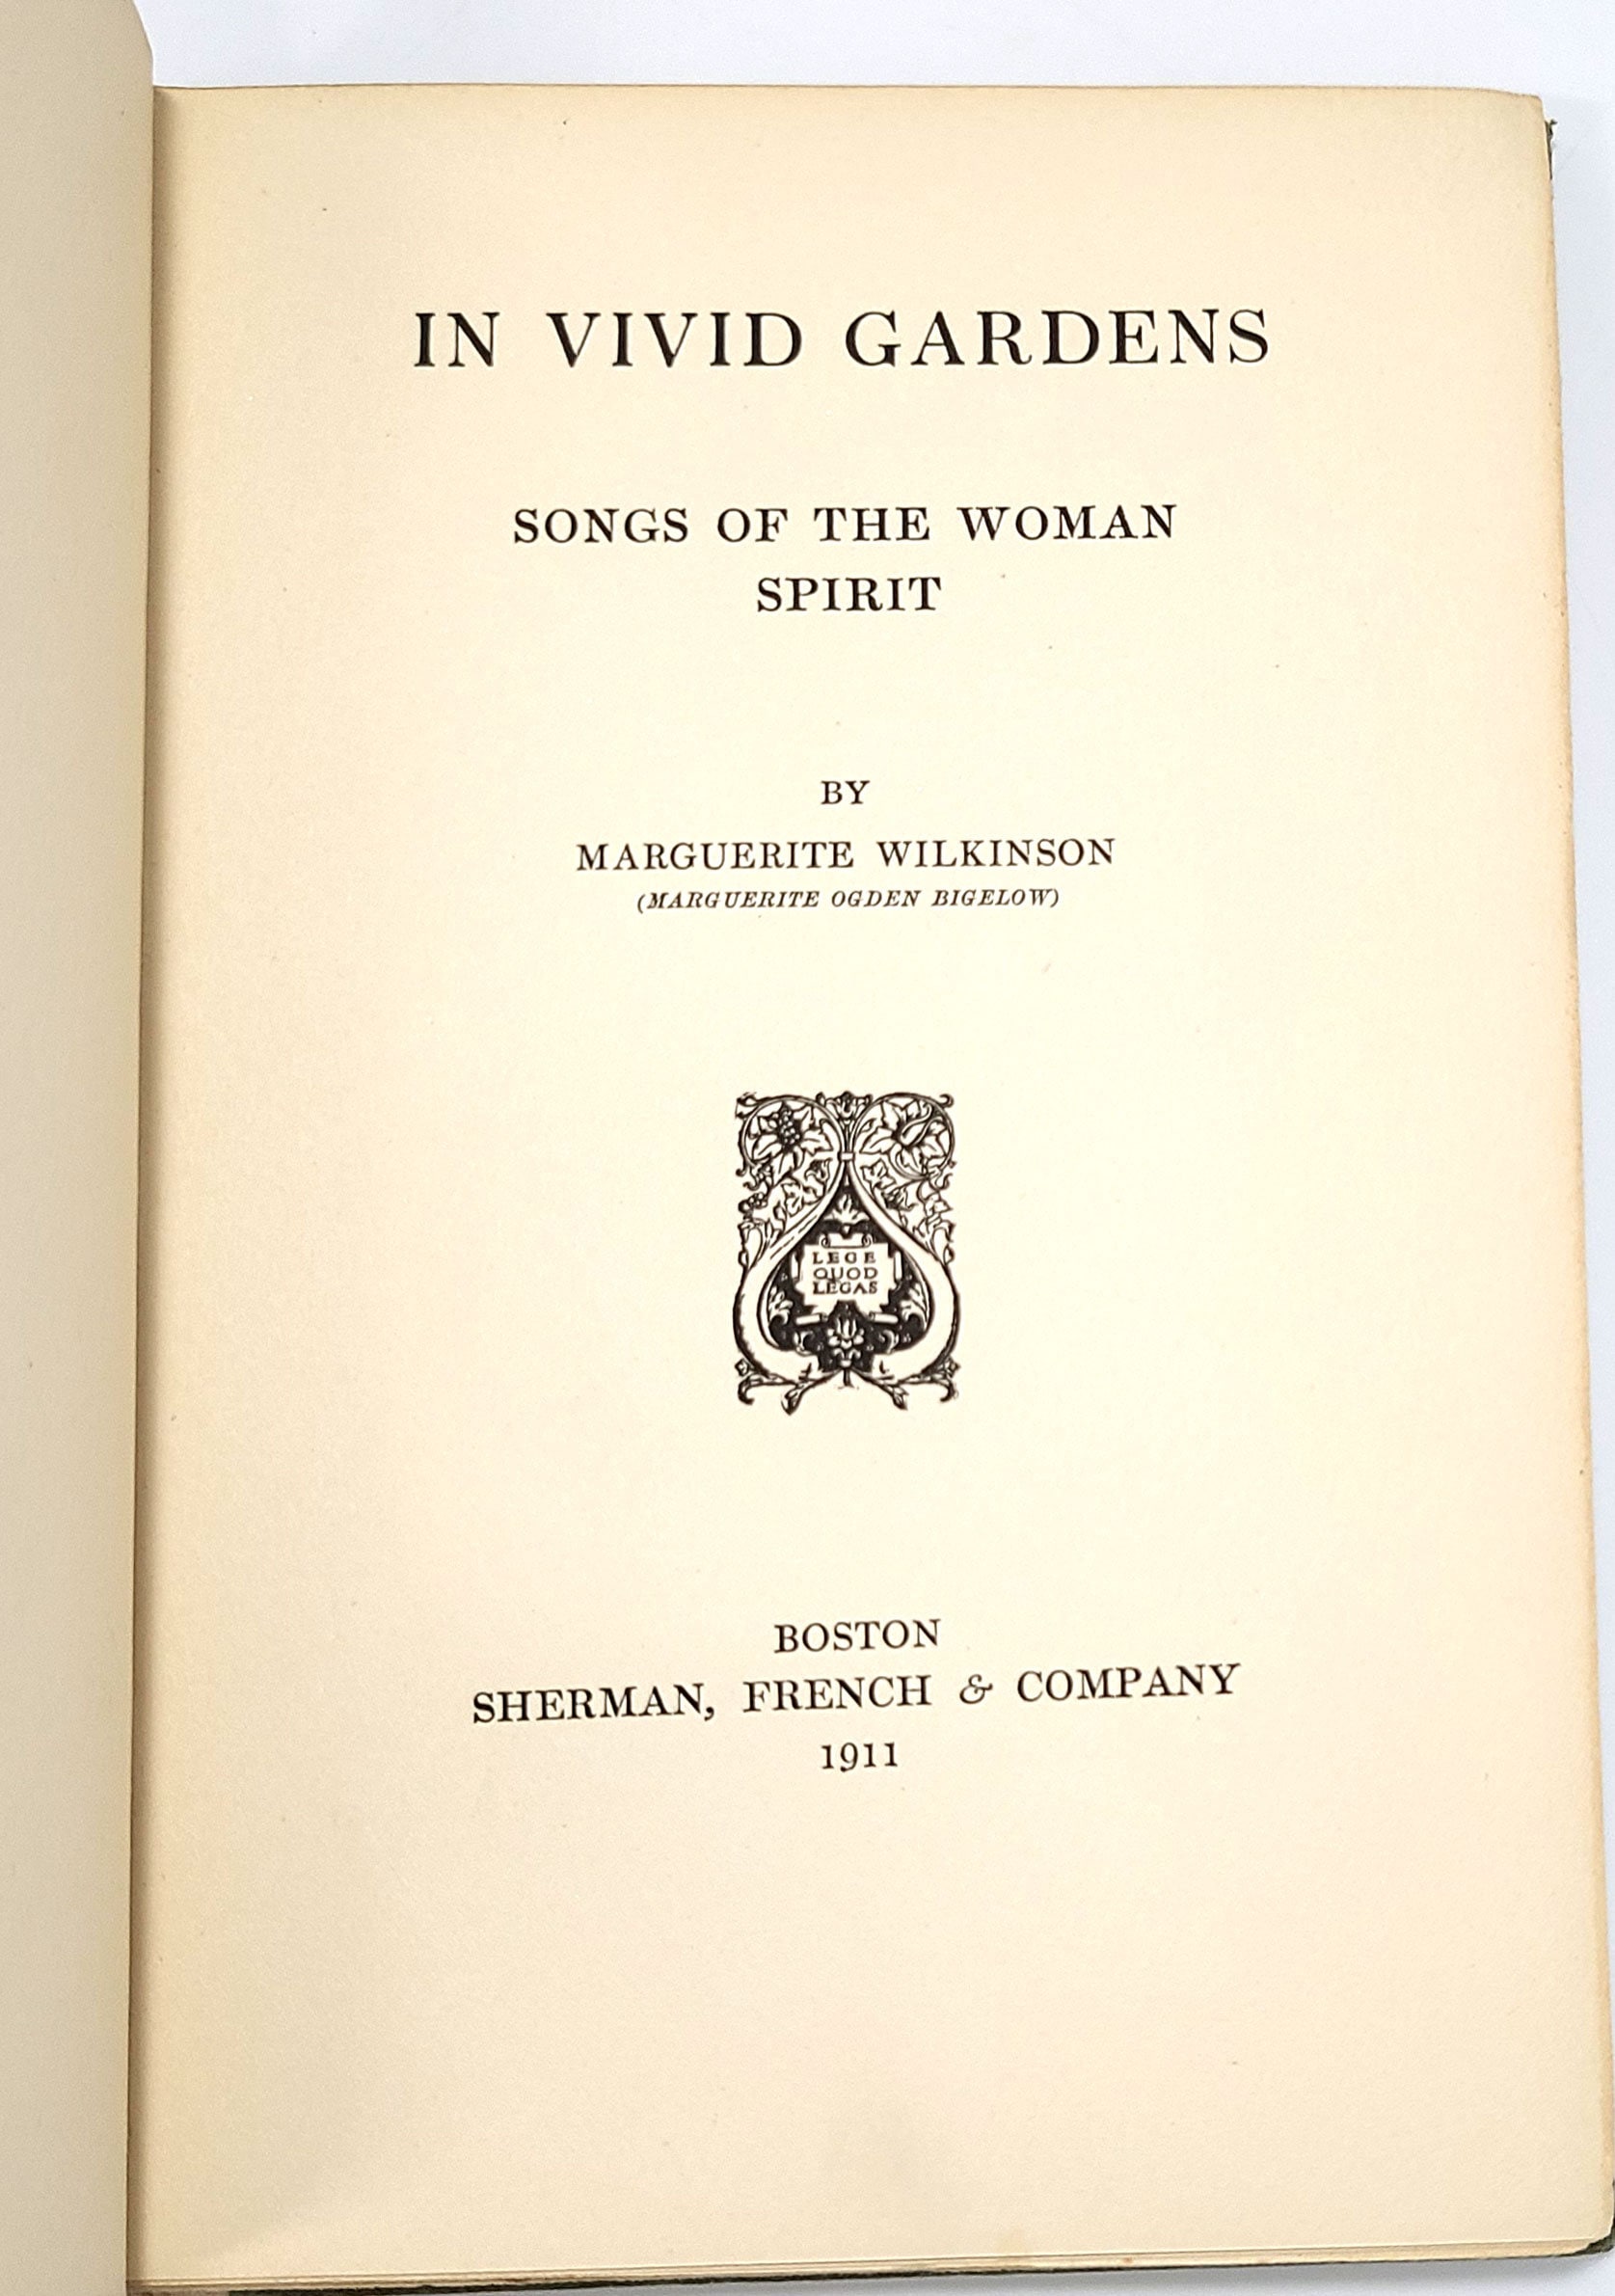 IN VIVID GARDENS
SONGS OF THE WOMAN
SPIRIT
BY
MARGUERITE WILKINSON
(MARGUERITE OGDEN BIGELOW)
LEGE
QUOD
LEGAS
BOSTON
SHERMAN, FRENCH & COMPANY
1911